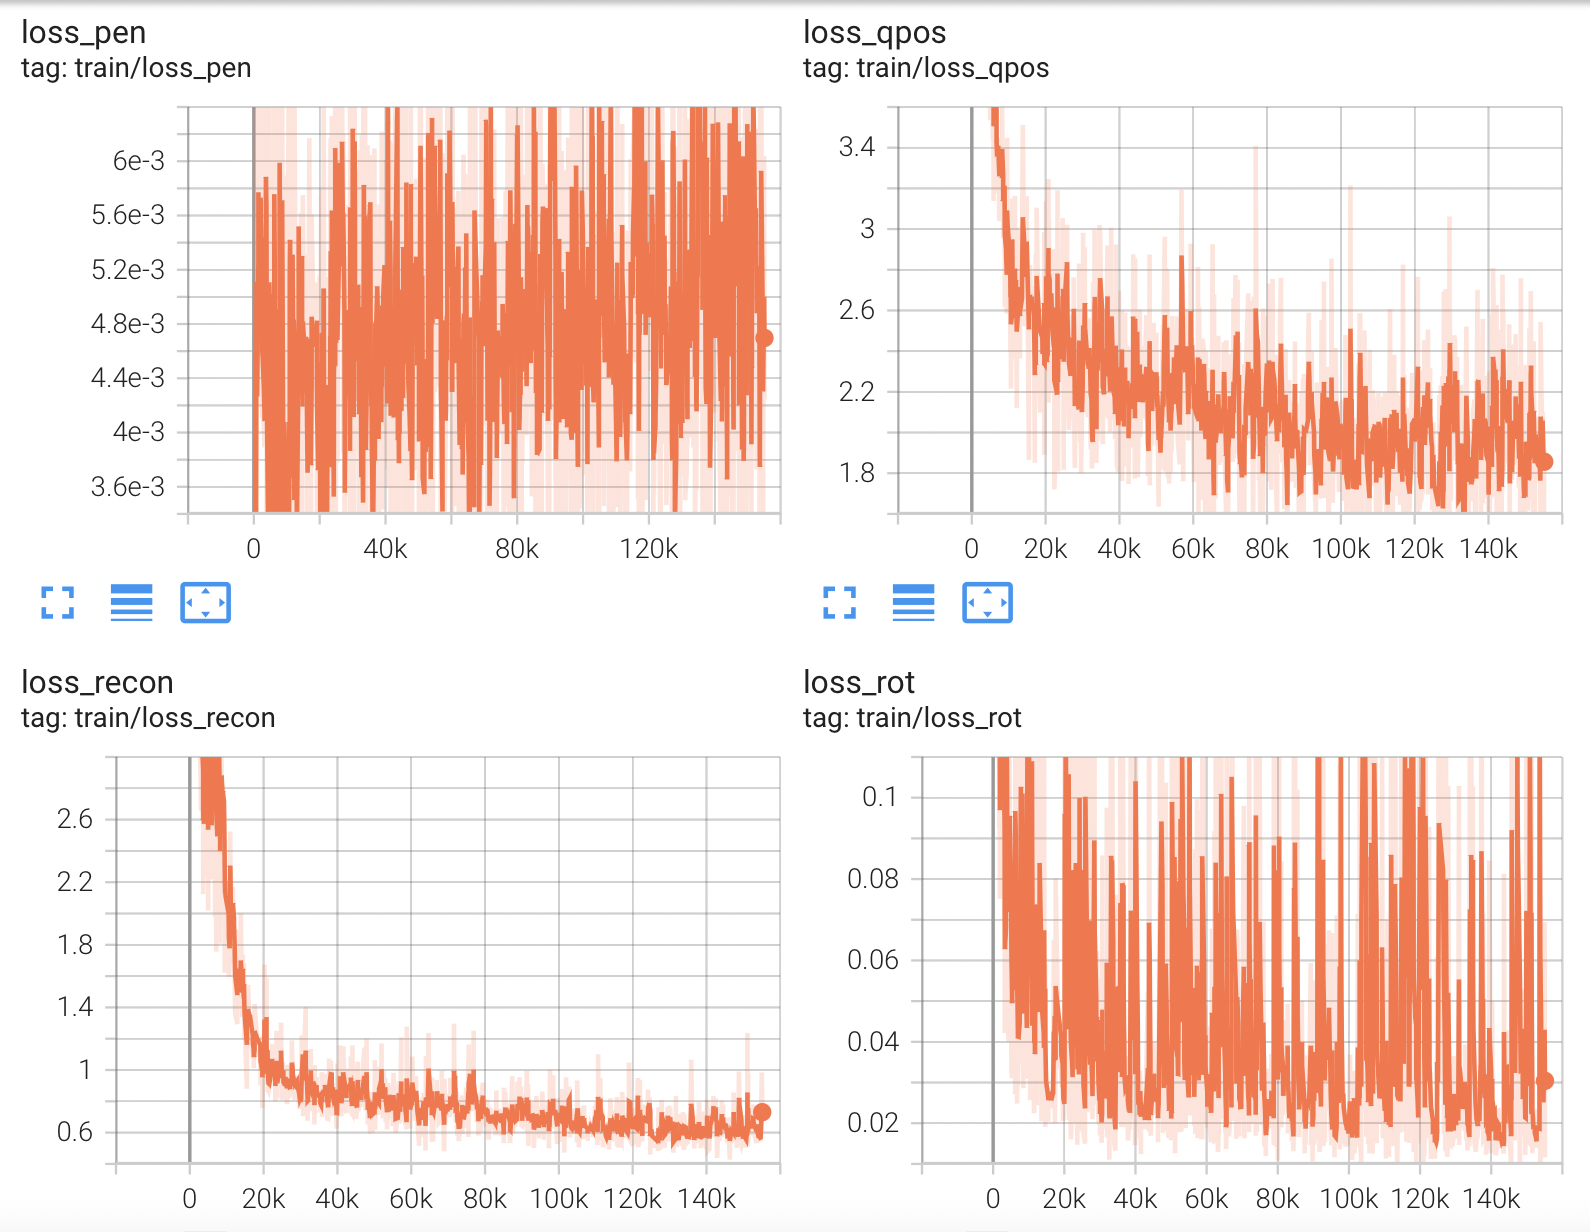 loss_pen
tag: train/loss_pen
6e-3
5.6e-3
5.2e-3
4.8e-3
4.4e-3
4e-3
3.6e-3
0 40k 80k 120k
loss_qpos
tag: train/loss_qpos
3.4
3
2.6
2.2
1.8
0 20k 40k 60k 80k 100k 120k 140k
loss_recon
tag: train/loss_recon
2.6
2.2
1.8
1.4
1
0.6
0 20k 40k 60k 80k 100k 120k 140k
loss_rot
tag: train/loss_rot
0.1
0.08
0.06
0.04
0.02
0 20k 40k 60k 80k 100k 120k 140k